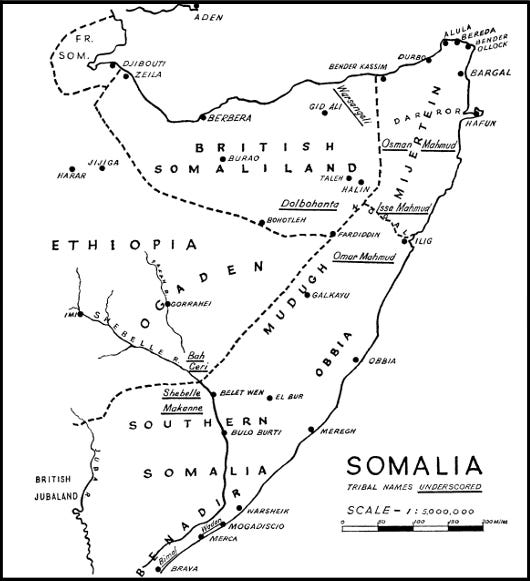 ADEN
FR.
SOM.
DJIBOUTI
ZEILA
ALULA
BEREDA
BENDER
OLLOCK
DURBO
BENDER KASSIM
BARGAL
Warsangeli
GID ALI
DARROR
HAFUN
BERBERA
BRITISH
SOMALILAND
BURAO
Osman Mahmud
MIJERTEIN
HARAR
JIJIGA
TALEH
HALIN
Dolbohanta
Isse Mahmud
NOGAL
BOHOTLEH
FARDIDDIN
ILIG
ETHIOPIA
OGADEN
Omar Mahmud
MUDUGH
GALKAYU
GORRAHEI
IMI
SHEBELLE R.
OBBIA
OBBIA
Bah
Geri
Shebelle
Makanne
BELET WEN
EL BUR
SOUTHERN
BULO BURTI
MEREGH
SOMALIA
JUBA R.
BRITISH
JUBALAND
BENADIR
WARSHEIK
Wadan
MOGADISCIO
MERCA
Bimal
BRAVA
SOMALIA
TRIBAL NAMES UNDERSCORED
SCALE - 1:5,000,000
0 50 100 150 200 Miles